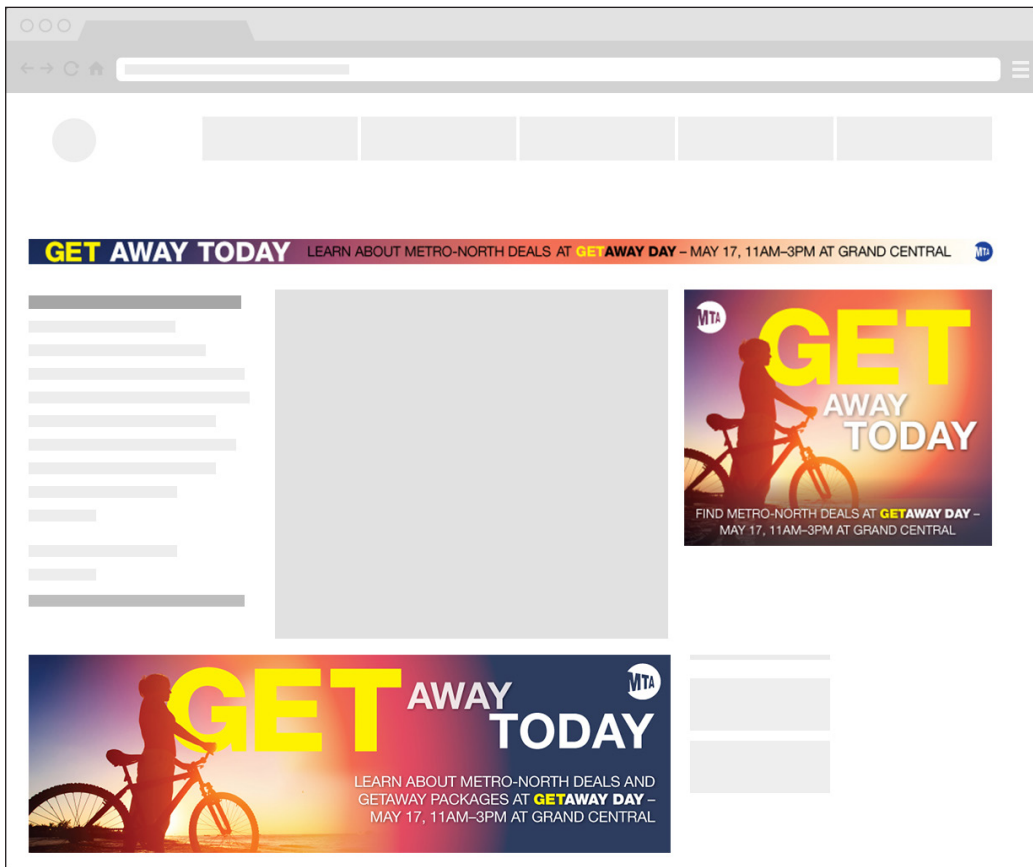 GET AWAY TODAY LEARN ABOUT METRO-NORTH DEALS AT GETAWAY DAY – MAY 17, 11AM–3PM AT GRAND CENTRAL MTA
MTA
GET
AWAY
TODAY
FIND METRO-NORTH DEALS AT GETAWAY DAY –
MAY 17, 11AM–3PM AT GRAND CENTRAL
GET AWAY
TODAY
MTA
LEARN ABOUT METRO-NORTH DEALS AND
GETAWAY PACKAGES AT GETAWAY DAY –
MAY 17, 11AM–3PM AT GRAND CENTRAL